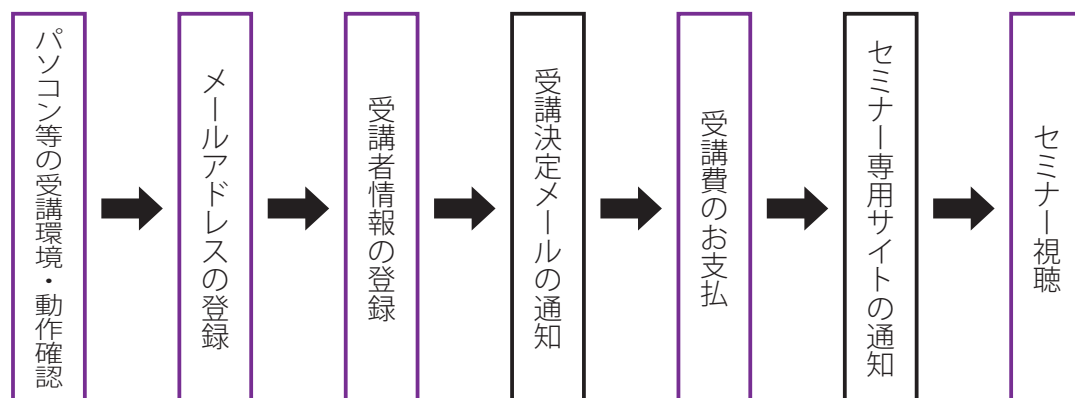 パソコン等の受講環境・動作確認
メールアドレスの登録
受講者情報の登録
受講決定メールの通知
受講費のお支払
セミナー専用サイトの通知
セミナー視聴